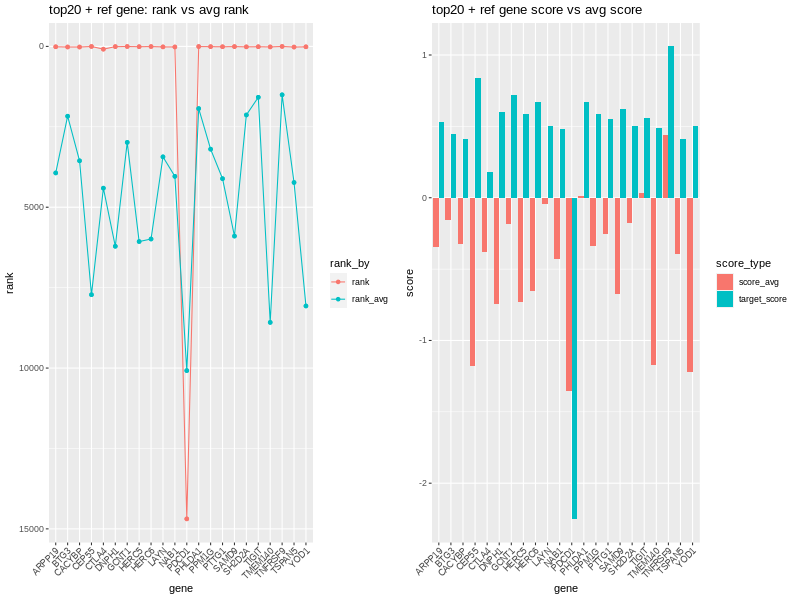 top20 + ref gene: rank vs avg rank
0
5000
10000
15000
rank
ARPP19
BTG3
CACYBP
CEP55
CTLA4
DNPH1
GCNT1
HERC5
HERC6
LAYN
NAB1
PDCD1
PHLDA1
PPM1G
PTTG1
SAMD9
SH2D2A
TIGIT
TMEM140
TNFRSF9
TSPAN5
YOD1
gene
rank_by
rank
rank_avg
top20 + ref gene score vs avg score
1
0
-1
-2
score
ARPP19
BTG3
CACYBP
CEP55
CTLA4
DNPH1
GCNT1
HERC5
HERC6
LAYN
NAB1
PDCD1
PHLDA1
PPM1G
PTTG1
SAMD9
SH2D2A
TIGIT
TMEM140
TNFRSF9
TSPAN5
YOD1
gene
score_type
score_avg
target_score